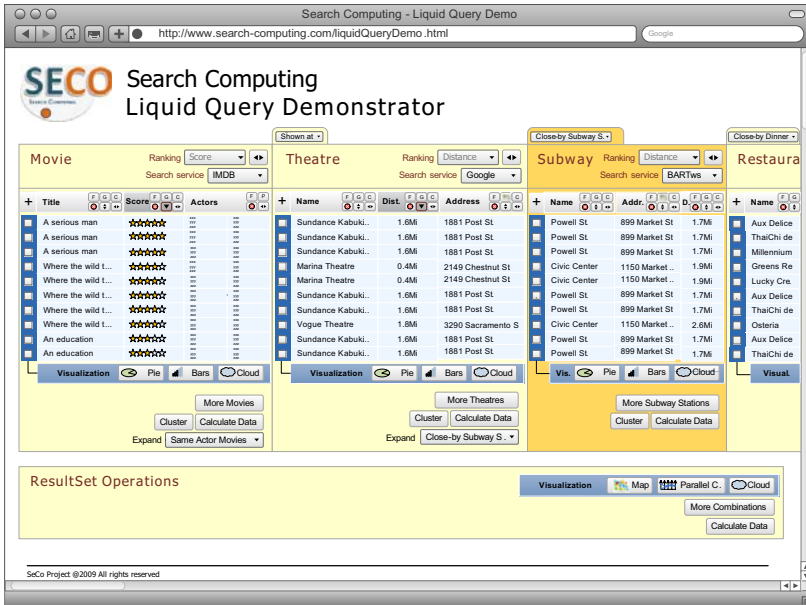 Search Computing - Liquid Query Demo
http://www.search-computing.com/liquidQueryDemo .html
Google
SECO
Search Computing
Search Computing
Liquid Query Demonstrator
Shown at
Close-by Subway S.
Close-by Dinner
Movie
Ranking Score
Search service IMDB
Theatre
Ranking Distance
Search service Google
Subway
Ranking Distance
Search service BARTws
Restaura
+ Title F G C Score F G C Actors F P
+ Name F G C Dist. F G C Address F C
+ Name F G C Addr. F C D. F G C
+ Name F G
A serious man
A serious man
A serious man
Where the wild t...
Where the wild t...
Where the wild t...
Where the wild t...
Where the wild t...
An education
An education
Sundance Kabuki.. 1.6Mi 1881 Post St.
Sundance Kabuki.. 1.6Mi 1881 Post St.
Sundance Kabuki.. 1.6Mi 1881 Post St.
Marina Theatre 0.4Mi 2149 Chestnut St
Marina Theatre 0.4Mi 2149 Chestnut St
Sundance Kabuki.. 1.6Mi 1881 Post St.
Sundance Kabuki.. 1.6Mi 1881 Post St.
Vogue Theatre 1.8Mi 3290 Sacramento S
Sundance Kabuki.. 1.6Mi 1881 Post St.
Sundance Kabuki.. 1.6Mi 1881 Post St.
Powell St. 899 Market St 1.7Mi
Powell St. 899 Market St 1.7Mi
Powell St. 899 Market St 1.7Mi
Civic Center 1150 Market .. 1.9Mi
Civic Center 1150 Market .. 1.9Mi
Powell St. 899 Market St 1.7Mi
Powell St. 899 Market St 1.7Mi
Civic Center 1150 Market .. 2.6Mi
Powell St. 899 Market St 1.7Mi
Powell St. 899 Market St 1.7Mi
Aux Delice
ThaiChi de
Millennium
Greens Re
Lucky Cre.
Aux Delice
ThaiChi de
Osteria
Aux Delice
ThaiChi de
Visualization Pie Bars Cloud
Visualization Pie Bars Cloud
Vis. Pie Bars Cloud
Visual.
More Movies
Cluster Calculate Data
Expand Same Actor Movies
More Theatres
Cluster Calculate Data
Expand Close-by Subway S .
More Subway Stations
Cluster Calculate Data
ResultSet Operations
Visualization Map Parallel C. Cloud
More Combinations
Calculate Data
SeCo Project @2009 All rights reserved